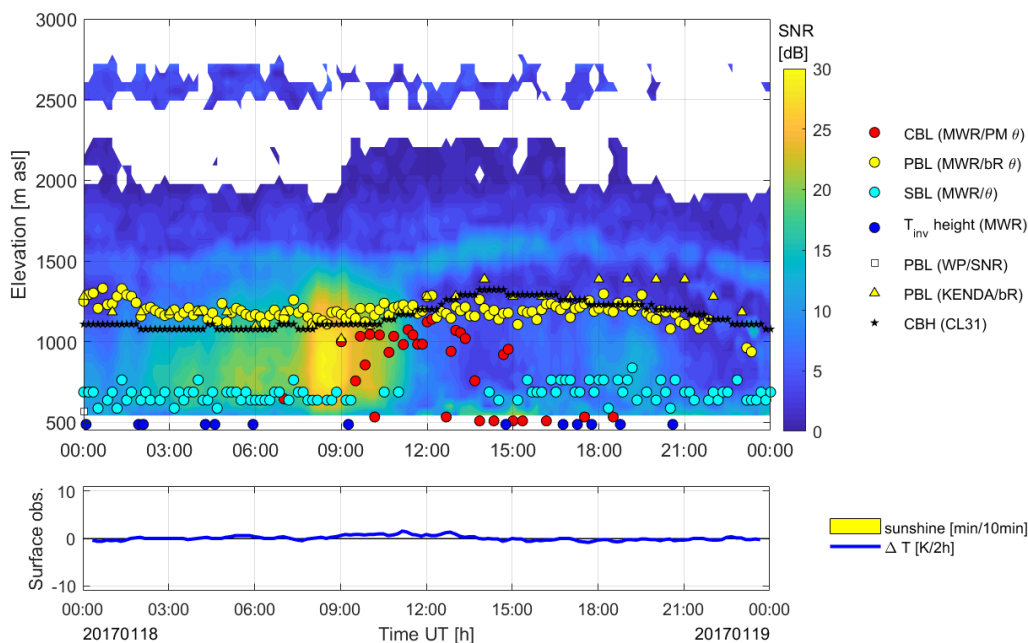 SNR
[dB]
3000
2500
2000
1500
1000
500
Elevation [m asl]
00:00 03:00 06:00 09:00 12:00 15:00 18:00 21:00 00:00
30
25
20
15
10
5
0
CBL (MWR/PM θ)
PBL (MWR/bR θ)
SBL (MWR/θ)
Tinv height (MWR)
PBL (WP/SNR)
PBL (KENDA/bR)
CBH (CL31)
10
0
-10
Surface obs.
00:00 03:00 06:00 09:00 12:00 15:00 18:00 21:00 00:00
20170118 Time UT [h] 20170119
sunshine [min/10min]
Δ T [K/2h]